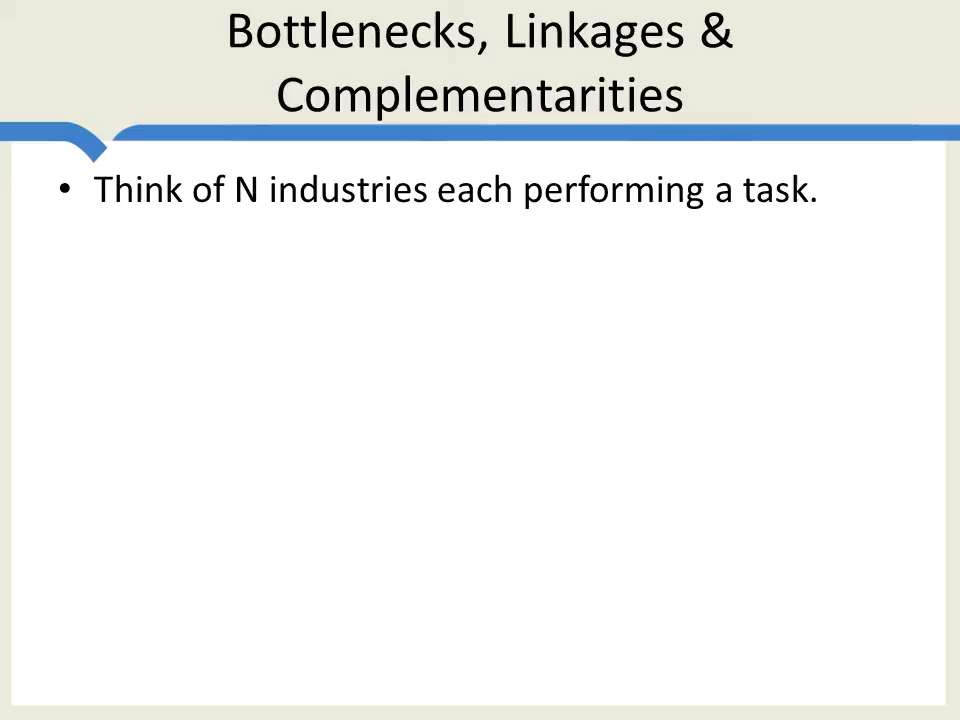 Bottlenecks, Linkages &
Complementarities
• Think of N industries each performing a task.